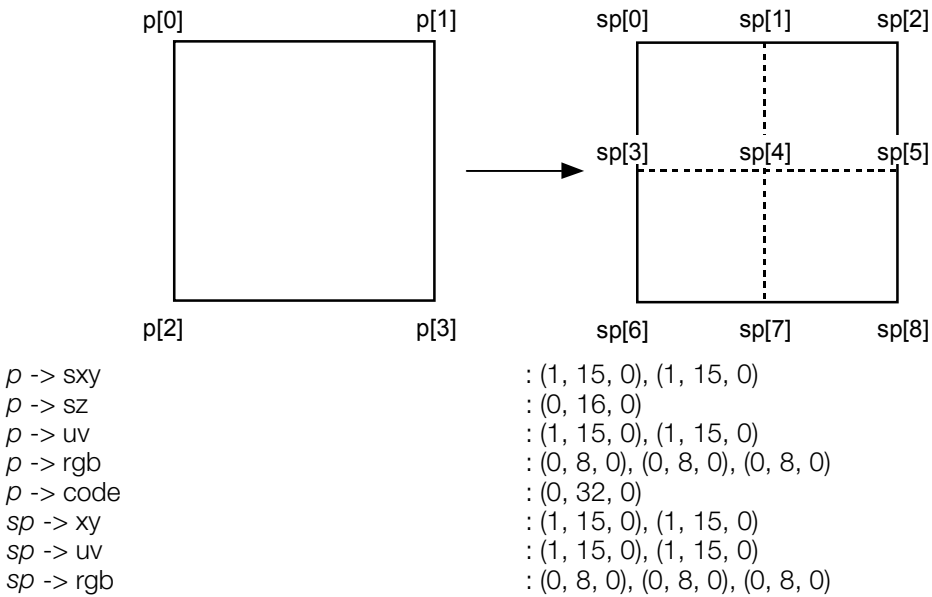 p[0] p[1] sp[0] sp[1] sp[2]
sp[3] sp[4] sp[5]
p[2] p[3] sp[6] sp[7] sp[8]
p -> sxy : (1, 15, 0), (1, 15, 0)
p -> sz : (0, 16, 0)
p -> uv : (1, 15, 0), (1, 15, 0)
p -> rgb : (0, 8, 0), (0, 8, 0), (0, 8, 0)
p -> code : (0, 32, 0)
sp -> xy : (1, 15, 0), (1, 15, 0)
sp -> uv : (1, 15, 0), (1, 15, 0)
sp -> rgb : (0, 8, 0), (0, 8, 0), (0, 8, 0)